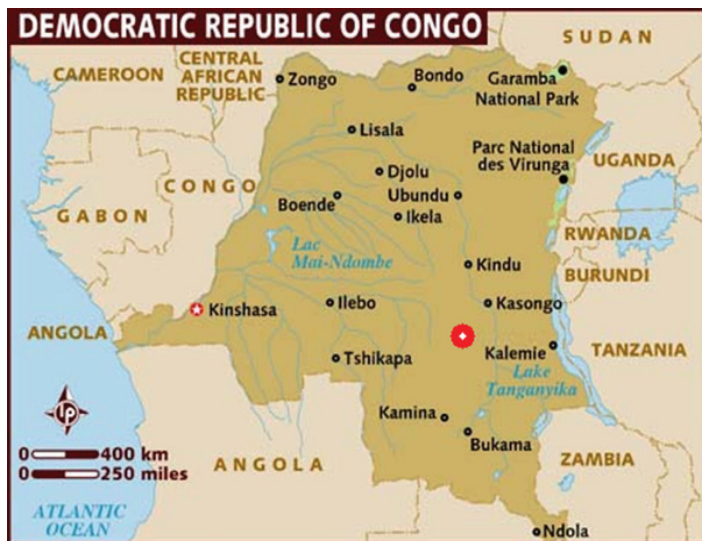 DEMOCRATIC REPUBLIC OF CONGO
SUDAN
CAMEROON
CENTRAL
AFRICAN
REPUBLIC
Zongo
Bondo
Garamba
National Park
Lisala
Parc National
des Virunga
UGANDA
CONGO
Djolu
Ubundu
Boende
Ikela
GABON
RWANDA
Lac
Mai-Ndombe
Kindu
BURUNDI
Kinshasa
Ilebo
Kasongo
ANGOLA
Kalemie
TANZANIA
Tshikapa
Lake
Tanganyika
LP
Kamina
Bukama
0 400 km
0 250 miles
ANGOLA
ZAMBIA
ATLANTIC
OCEAN
Ndola